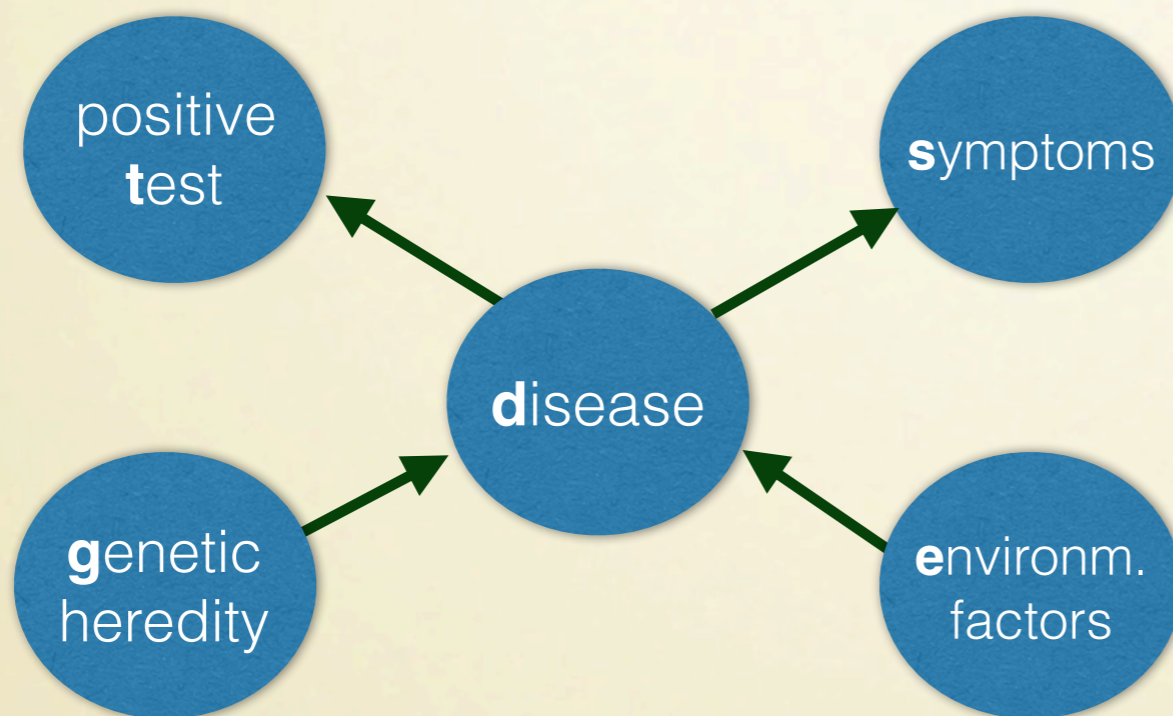 positive
test
symptoms
disease
genetic
heredity
environm.
factors